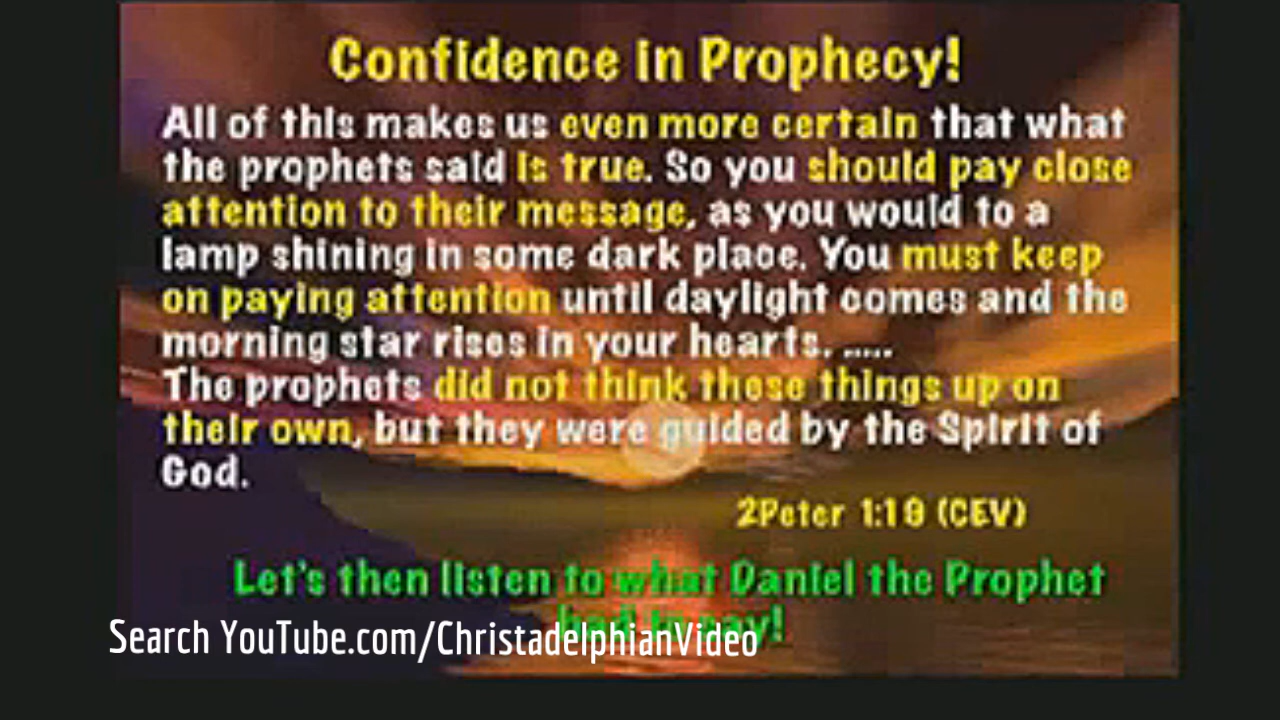 Confidence in Prophecy!
All of this makes us even more certain that what
the prophets said is true. So you should pay close
attention to their message, as you would to a
lamp shining in some dark place. You must keep
on paying attention until daylight comes and the
morning star rises in your hearts. .....
The prophets did not think these things up on
their own, but they were guided by the Spirit of
God.
2Peter 1:19 (CEV)
Let's then listen to what Daniel the Prophet
had to say!
Search YouTube.com/ChristadelphianVideo